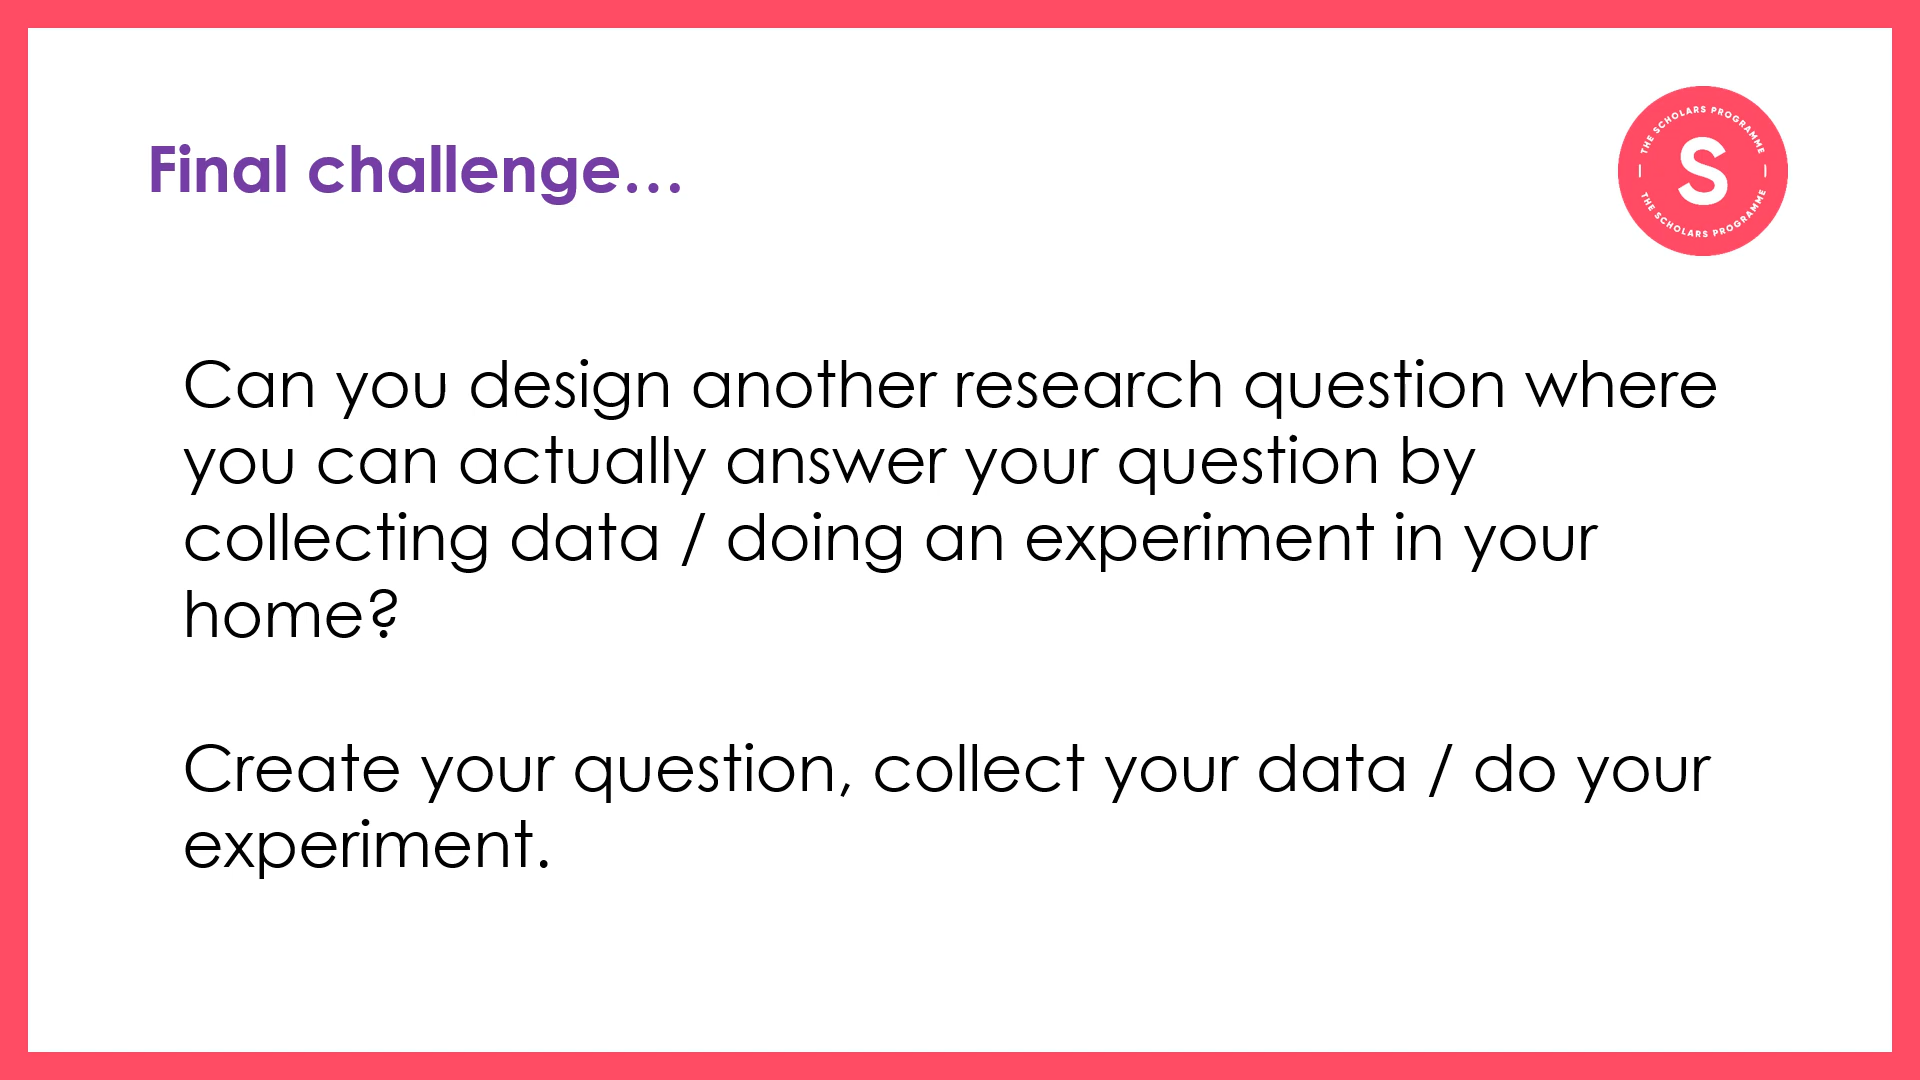 Final challenge...
THE SCHOLARS PROGRAMME
S
THE SCHOLARS PROGRAMME
Can you design another research question where
you can actually answer your question by
collecting data / doing an experiment in your
home?
Create your question, collect your data / do your
experiment.